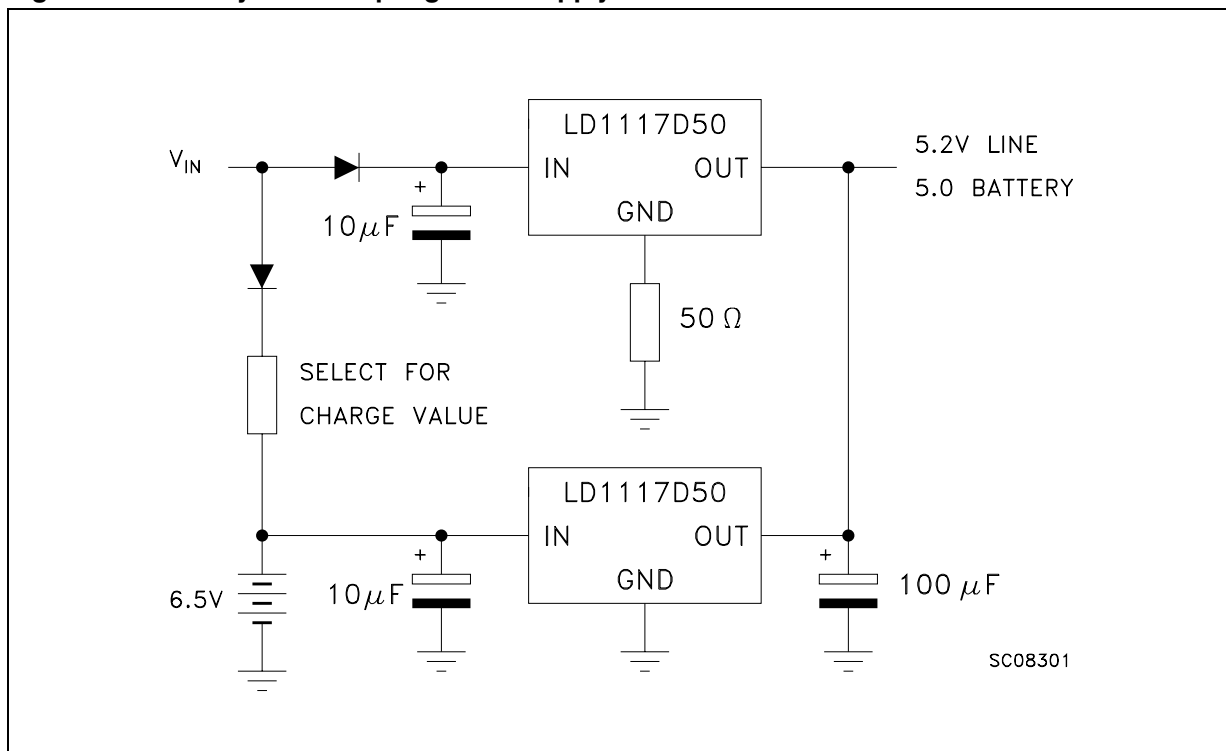 LD1117D50
V_IN
IN
OUT
GND
5.2V LINE
5.0 BATTERY
+
10μF
50 Ω
SELECT FOR
CHARGE VALUE
LD1117D50
IN
OUT
GND
+
10μF
+
100 μF
6.5V
SC08301